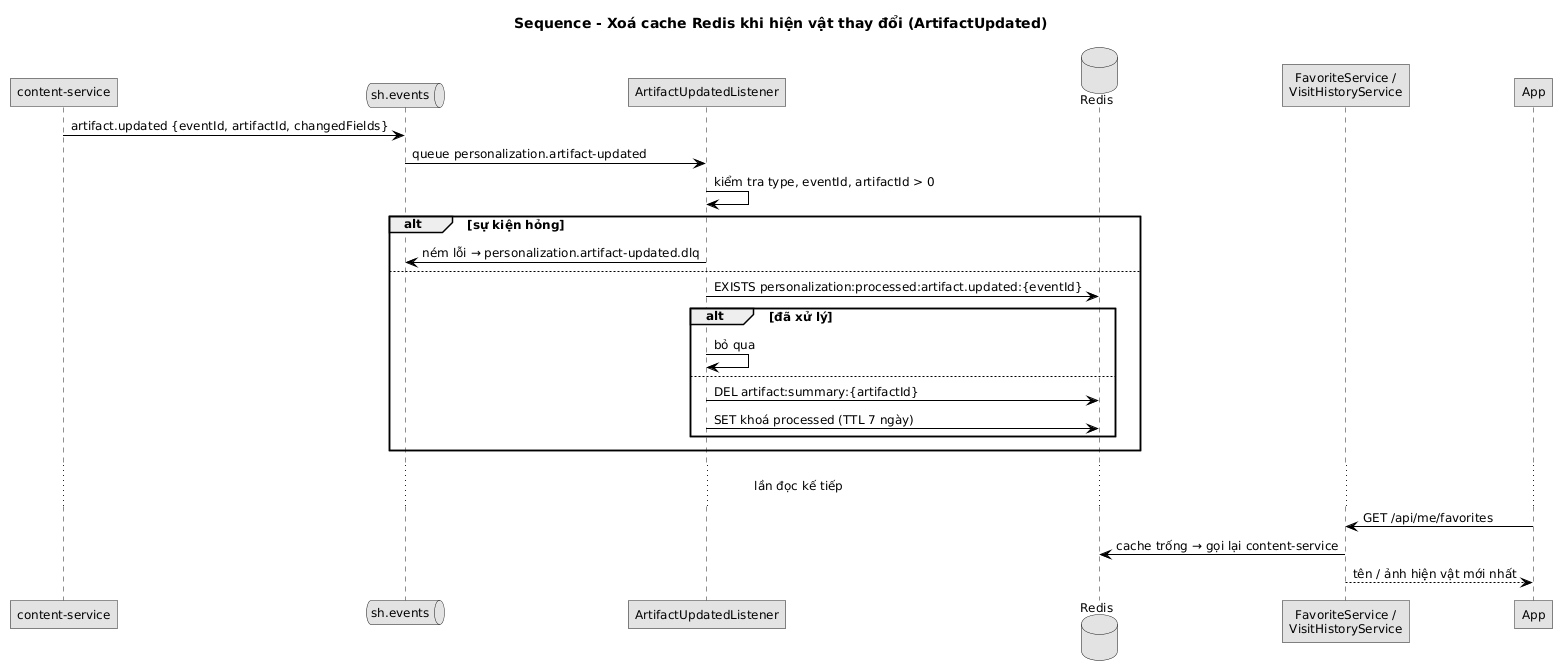 Sequence - Xoá cache Redis khi hiện vật thay đổi (ArtifactUpdated)
content-service
sh.events
ArtifactUpdatedListener
Redis
FavoriteService /
VisitHistoryService
App
artifact.updated {eventId, artifactId, changedFields}
queue personalization.artifact-updated
kiểm tra type, eventId, artifactId > 0
alt
[sự kiện hỏng]
ném lỗi → personalization.artifact-updated.dlq
EXISTS personalization:processed:artifact.updated:{eventId}
alt
[đã xử lý]
bỏ qua
DEL artifact:summary:{artifactId}
SET khoá processed (TTL 7 ngày)
lần đọc kế tiếp
GET /api/me/favorites
cache trống → gọi lại content-service
tên / ảnh hiện vật mới nhất
content-service
sh.events
ArtifactUpdatedListener
Redis
FavoriteService /
VisitHistoryService
App